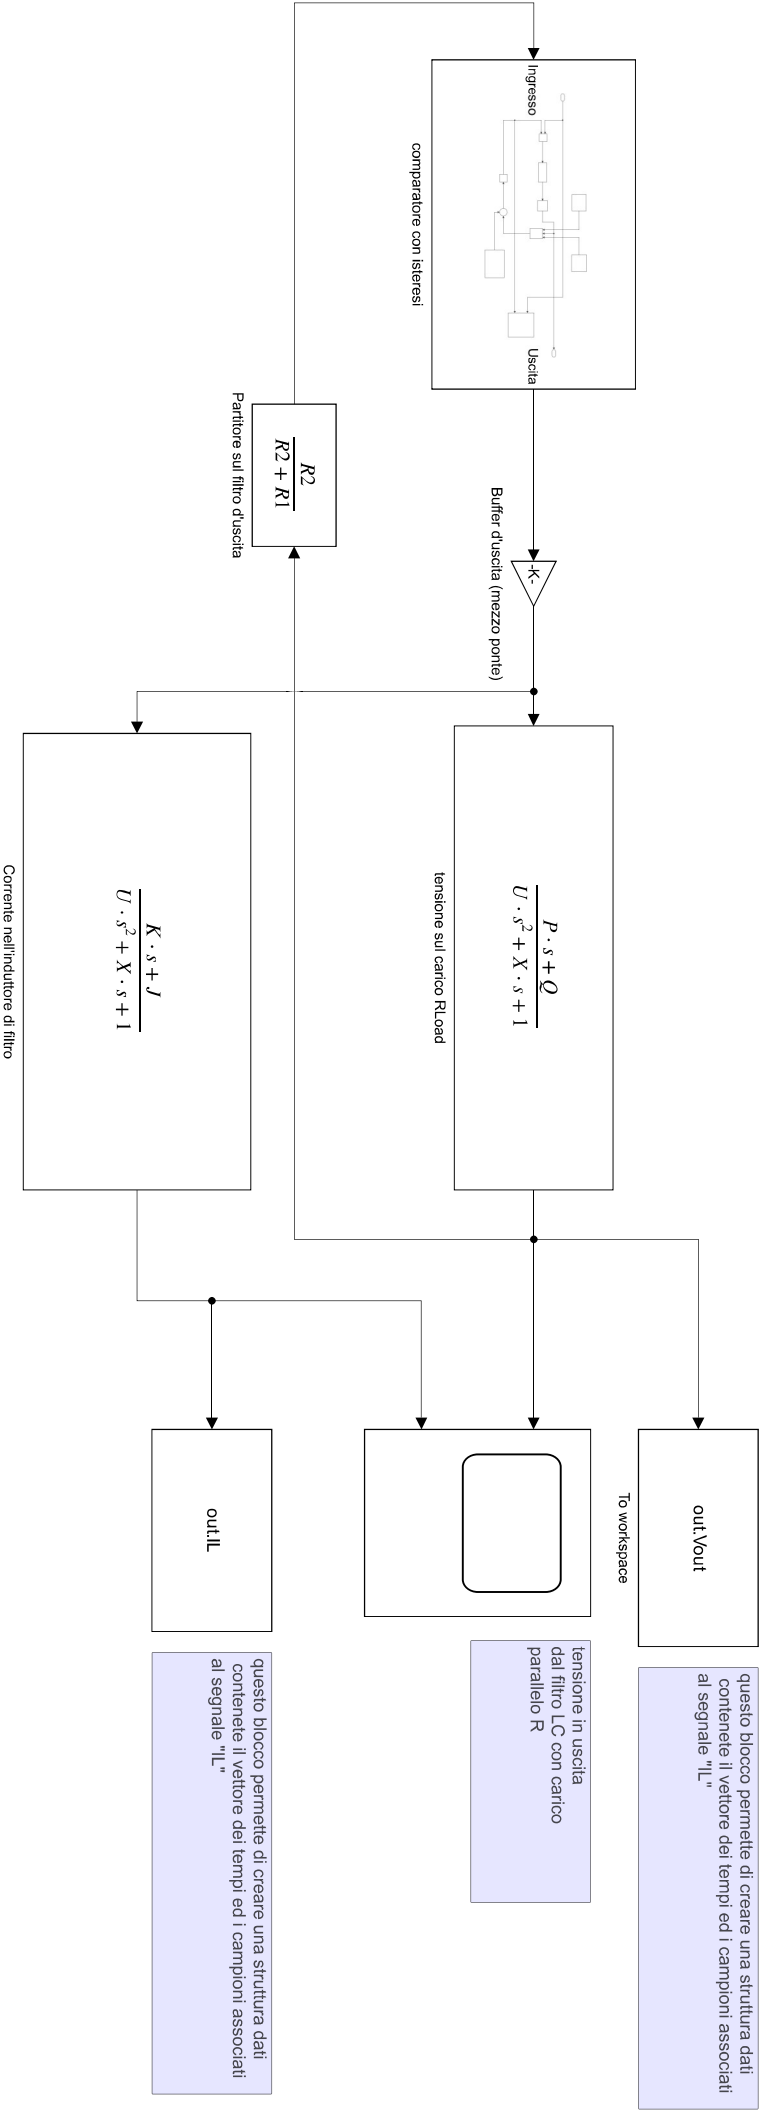 Ingresso
Uscita
comparatore con isteresi
-K-
Buffer d'uscita (mezzo ponte)
R2
R2 + R1
Partitore sul filtro d'uscita
P · s + Q
U · s² + X · s + 1
tensione sul carico RLoad
K · s + J
U · s² + X · s + 1
Corrente nell'induttore di filtro
out.Vout
To workspace
questo blocco permette di creare una struttura dati
contenete il vettore dei tempi ed i campioni associati
al segnale "IL"
tensione in uscita
dal filtro LC con carico
parallelo R
out.IL
questo blocco permette di creare una struttura dati
contenete il vettore dei tempi ed i campioni associati
al segnale "IL"